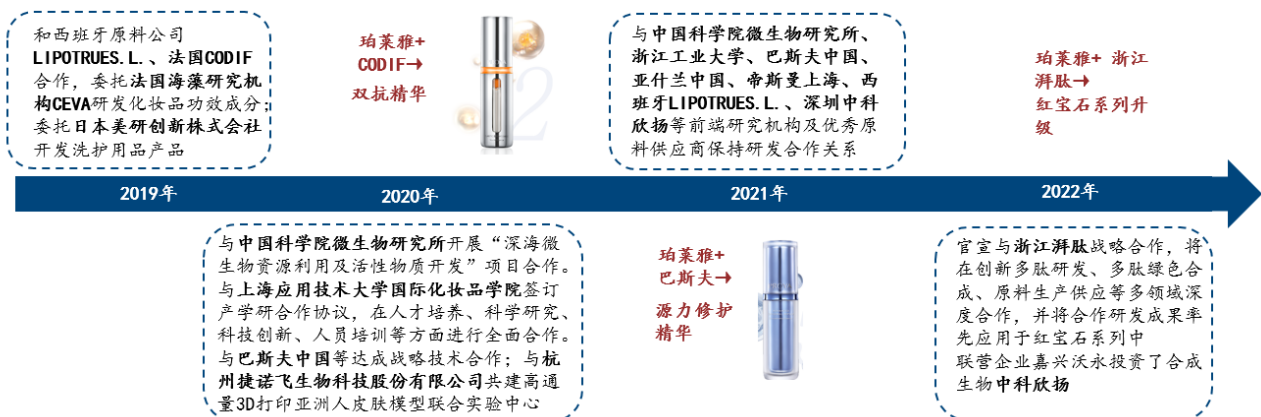 和西班牙原料公司
LIPOTRUES.L.、法国CODIF
合作，委托法国海藻研究机
构CEVA研发化妆品功效成分；
委托日本美研创新株式会社
开发洗护用品产品
珀莱雅+
CODIF→
双抗精华
2
与中国科学院微生物研究所、
浙江工业大学、巴斯夫中国、
亚什兰中国、帝斯曼上海、西
班牙LIPOTRUES.L.、深圳中科
欣扬等前端研究机构及优秀原
料供应商保持研发合作关系
珀莱雅+ 浙江
湃肽→
红宝石系列升
级
2019年
2020年
2021年
2022年
与中国科学院微生物研究所开展“深海微
生物资源利用及活性物质开发”项目合作。
与上海应用技术大学国际化妆品学院签订
产学研合作协议，在人才培养、科学研究、
科技创新、人员培训等方面进行全面合作。
与巴斯夫中国等达成战略技术合作；与杭
州捷诺飞生物科技股份有限公司共建高通
量3D打印亚洲人皮肤模型联合实验中心
珀莱雅+
巴斯夫→
源力修护
精华
官宣与浙江湃肽战略合作，将
在创新多肽研发、多肽绿色合
成、原料生产供应等多领域深
度合作，并将合作研发成果率
先应用于红宝石系列中
联营企业嘉兴沃永投资了合成
生物中科欣扬